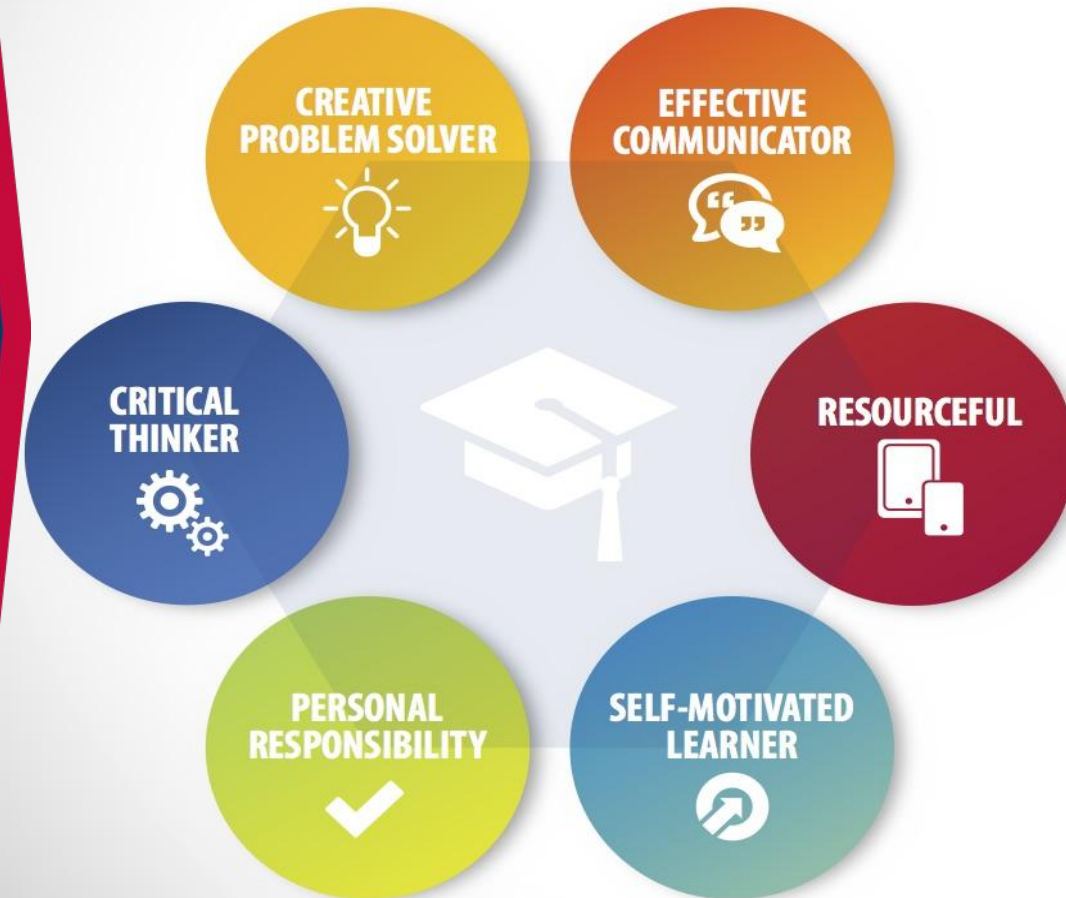 CREATIVE
PROBLEM SOLVER
EFFECTIVE
COMMUNICATOR
CRITICAL
THINKER
RESOURCEFUL
PERSONAL
RESPONSIBILITY
SELF-MOTIVATED
LEARNER